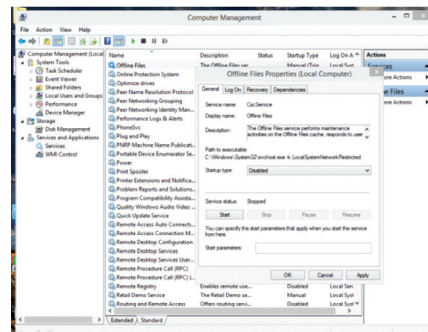 Computer Management
File Action View Help
Computer Management (Local
System Tools
Task Scheduler
Event Viewer
Shared Folders
Local Users and Groups
Performance
Device Manager
Storage
Disk Management
Services and Applications
Services
WMI Control
Name Description Status Startup Type Log On A
Offline Files The Offline Files ser Manual (Trig Local Syst
Online Protection System
Optimize drives
Peer Name Resolution Protocol
Peer Networking Grouping
Peer Networking Identity Man...
Performance Logs & Alerts
PhoneSvc
Plug and Play
PNRP Machine Name Publicati...
Portable Device Enumerator Se...
Power
Print Spooler
Printer Extensions and Notifica...
Problem Reports and Solutions...
Program Compatibility Assista...
Quality Windows Audio Video ...
Quick Update Service
Remote Access Auto Connecti...
Remote Access Connection M...
Remote Desktop Configuration
Remote Desktop Services
Remote Desktop Services User...
Remote Procedure Call (RPC)
Remote Procedure Call (RPC) L...
Remote Registry Enables remote use... Disabled Local Serv
Retail Demo Service The Retail Demo se... Manual Local Syst
Routing and Remote Access Offers routing servi... Disabled Local Syst
Extended Standard
Actions
Services
ore Actions
e Files
ore Actions
Offline Files Properties (Local Computer)
General Log On Recovery Dependencies
Service name: CscService
Display name: Offline Files
Description: The Offline Files service performs maintenance
activities on the Offline Files cache, responds to user
Path to executable:
C:\Windows\System32\svchost.exe -k LocalSystemNetworkRestricted
Startup type: Disabled
Service status: Stopped
Start Stop Pause Resume
You can specify the start parameters that apply when you start the service
from here.
Start parameters:
OK Cancel Apply